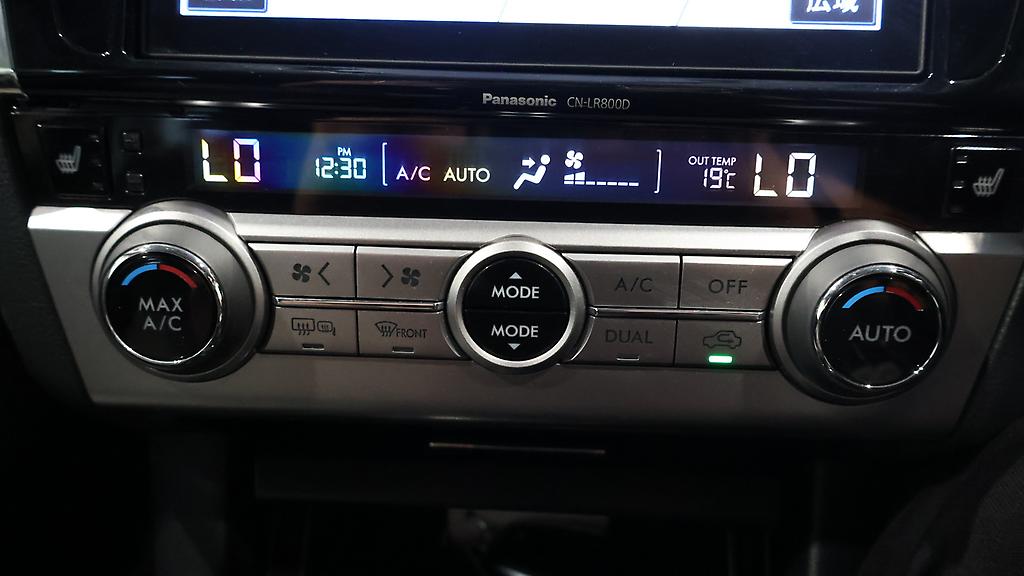 広域
Panasonic CN-LR800D
LO PM 12:30 A/C AUTO OUT TEMP 19℃ LO
MAX A/C
MODE
A/C
OFF
MODE
FRONT
DUAL
AUTO